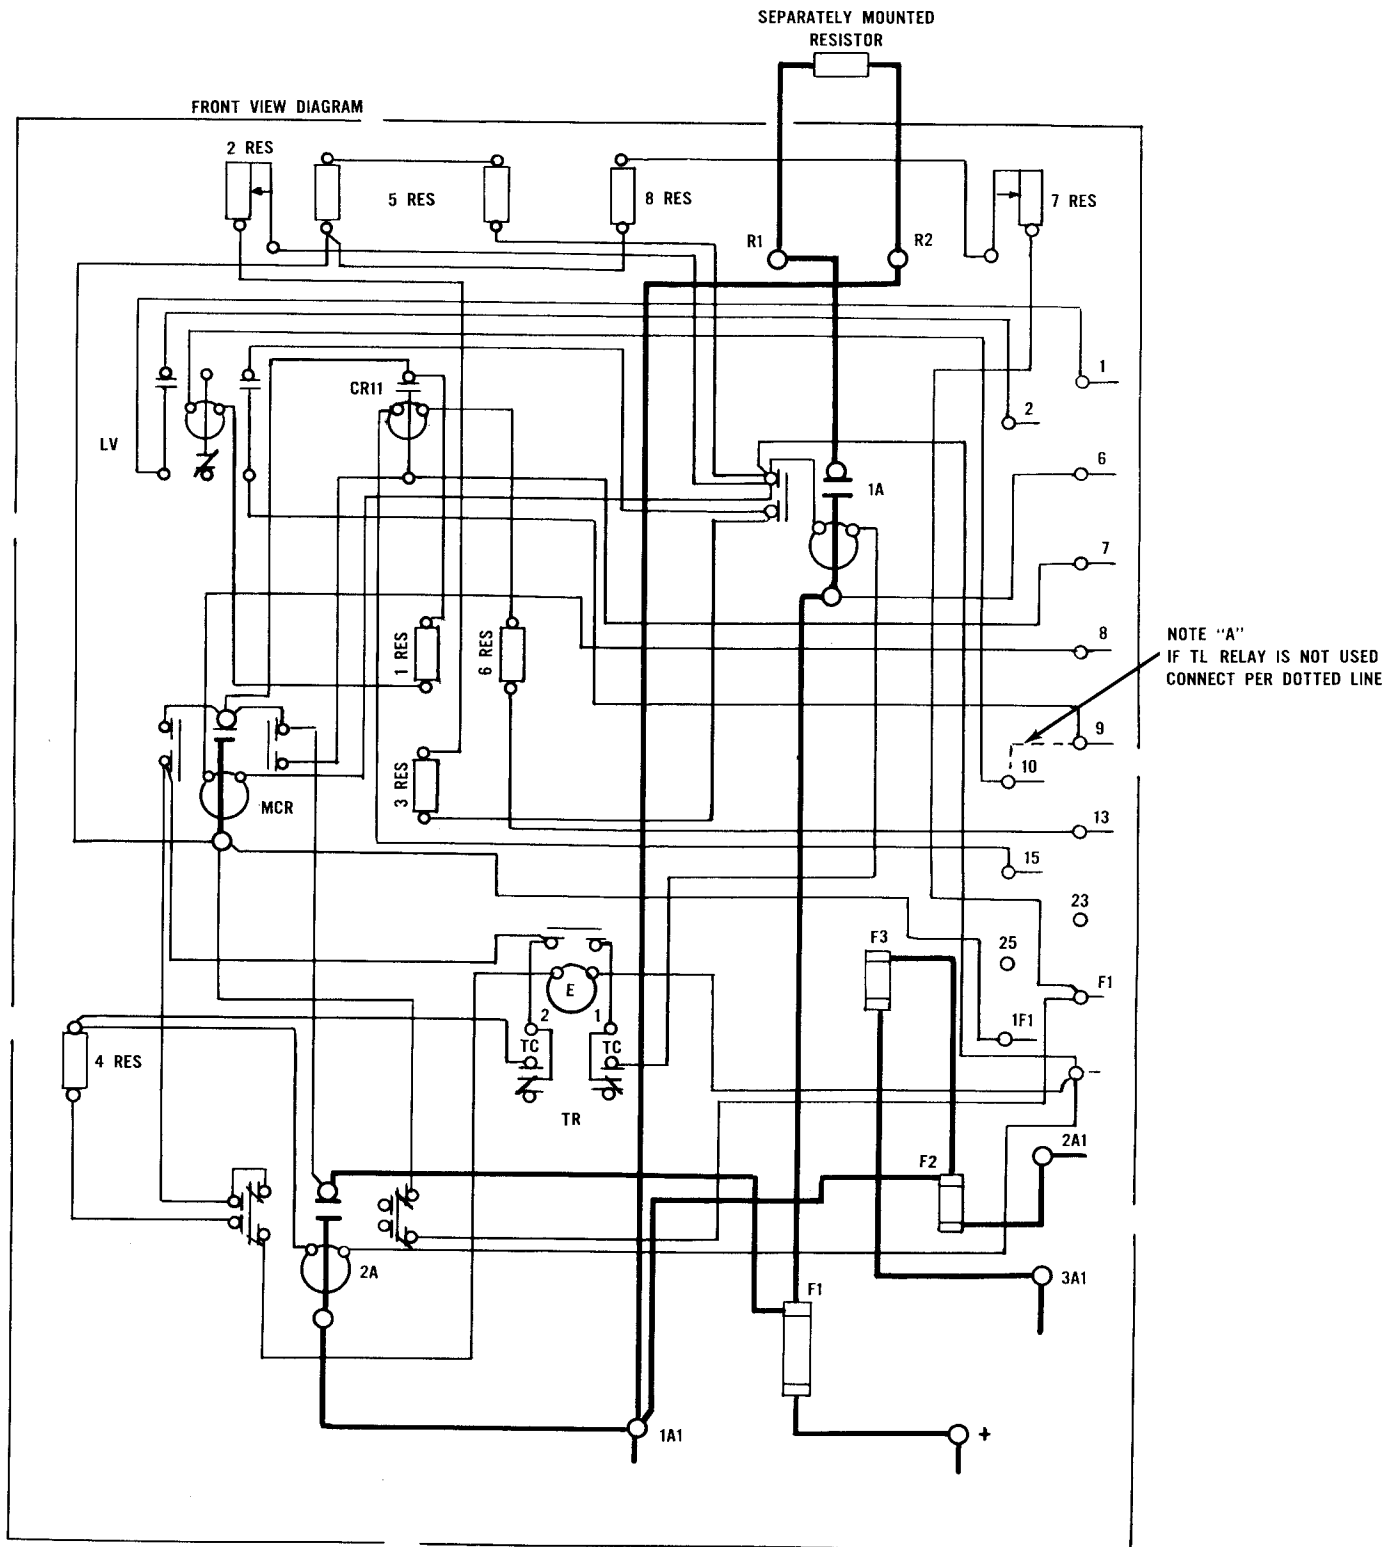 SEPARATELY MOUNTED
RESISTOR
FRONT VIEW DIAGRAM
2 RES
5 RES
8 RES
7 RES
R1
R2
1
CR11
2
LV
6
1A
7
8
NOTE "A"
IF TL RELAY IS NOT USED
CONNECT PER DOTTED LINE
1 RES
6 RES
9
10
3 RES
MCR
13
15
23
F3
25
F1
E
2
1
1F1
TC
TC
4 RES
−
TR
2A1
F2
2A
3A1
F1
1A1
+